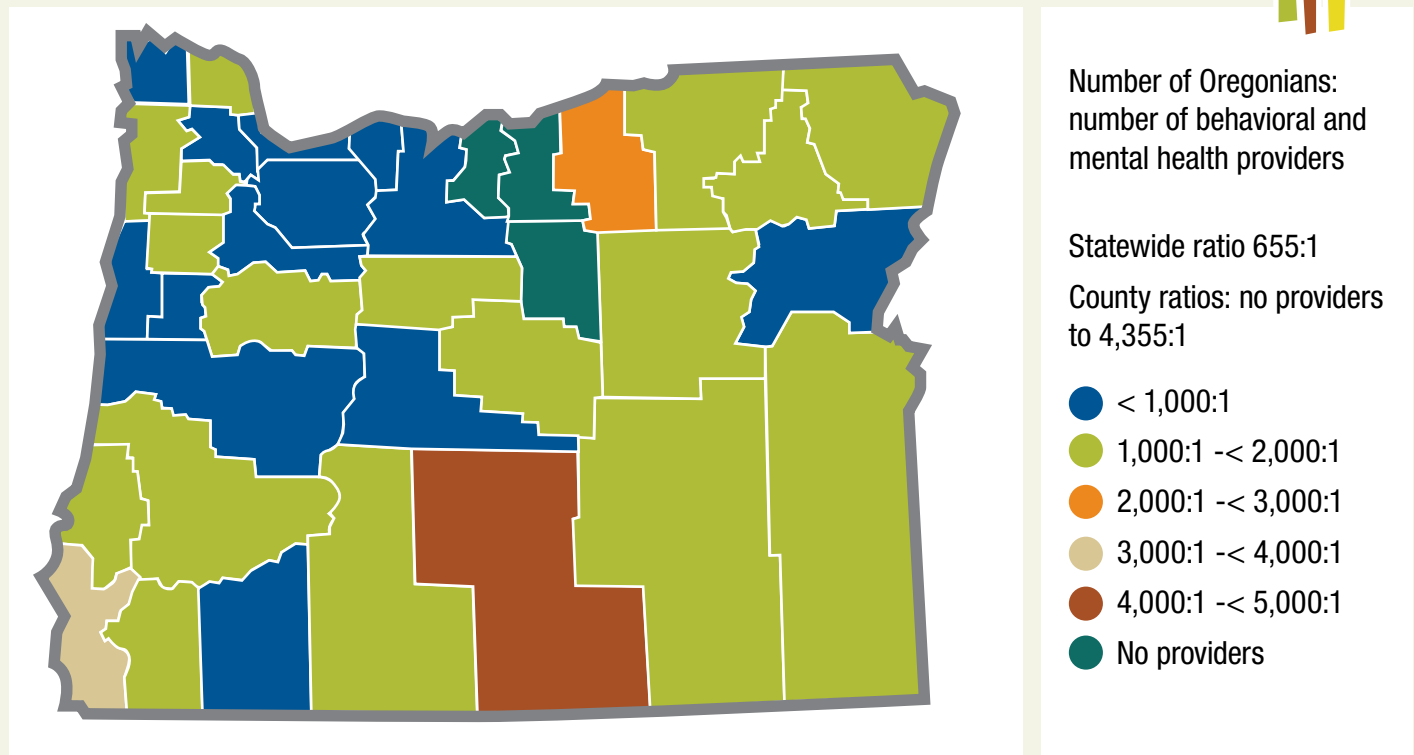 Number of Oregonians:
number of behavioral and
mental health providers
Statewide ratio 655:1
County ratios: no providers
to 4,355:1
< 1,000:1
1,000:1 -< 2,000:1
2,000:1 -< 3,000:1
3,000:1 -< 4,000:1
4,000:1 -< 5,000:1
No providers